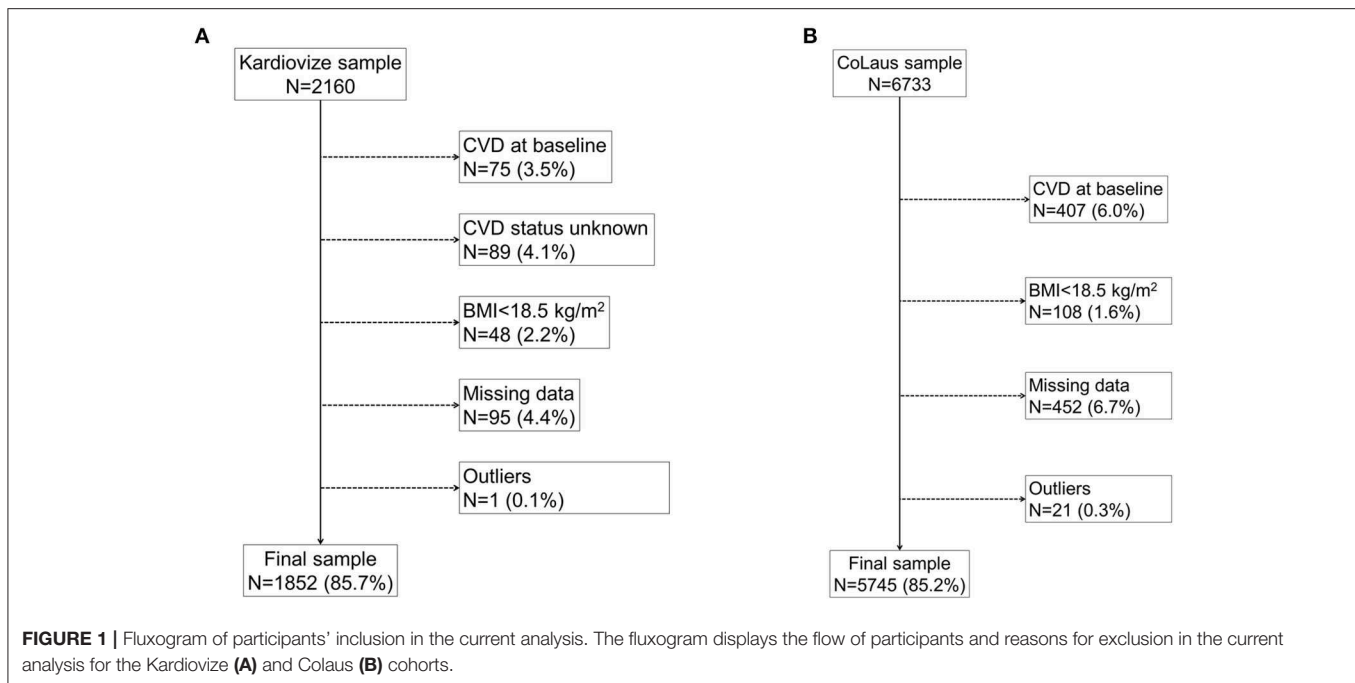 A
Kardiovize sample
N=2160
CVD at baseline
N=75 (3.5%)
CVD status unknown
N=89 (4.1%)
BMI<18.5 kg/m²
N=48 (2.2%)
Missing data
N=95 (4.4%)
Outliers
N=1 (0.1%)
Final sample
N=1852 (85.7%)
B
CoLaus sample
N=6733
CVD at baseline
N=407 (6.0%)
BMI<18.5 kg/m²
N=108 (1.6%)
Missing data
N=452 (6.7%)
Outliers
N=21 (0.3%)
Final sample
N=5745 (85.2%)
FIGURE 1 | Fluxogram of participants' inclusion in the current analysis. The fluxogram displays the flow of participants and reasons for exclusion in the current
analysis for the Kardiovize (A) and Colaus (B) cohorts.